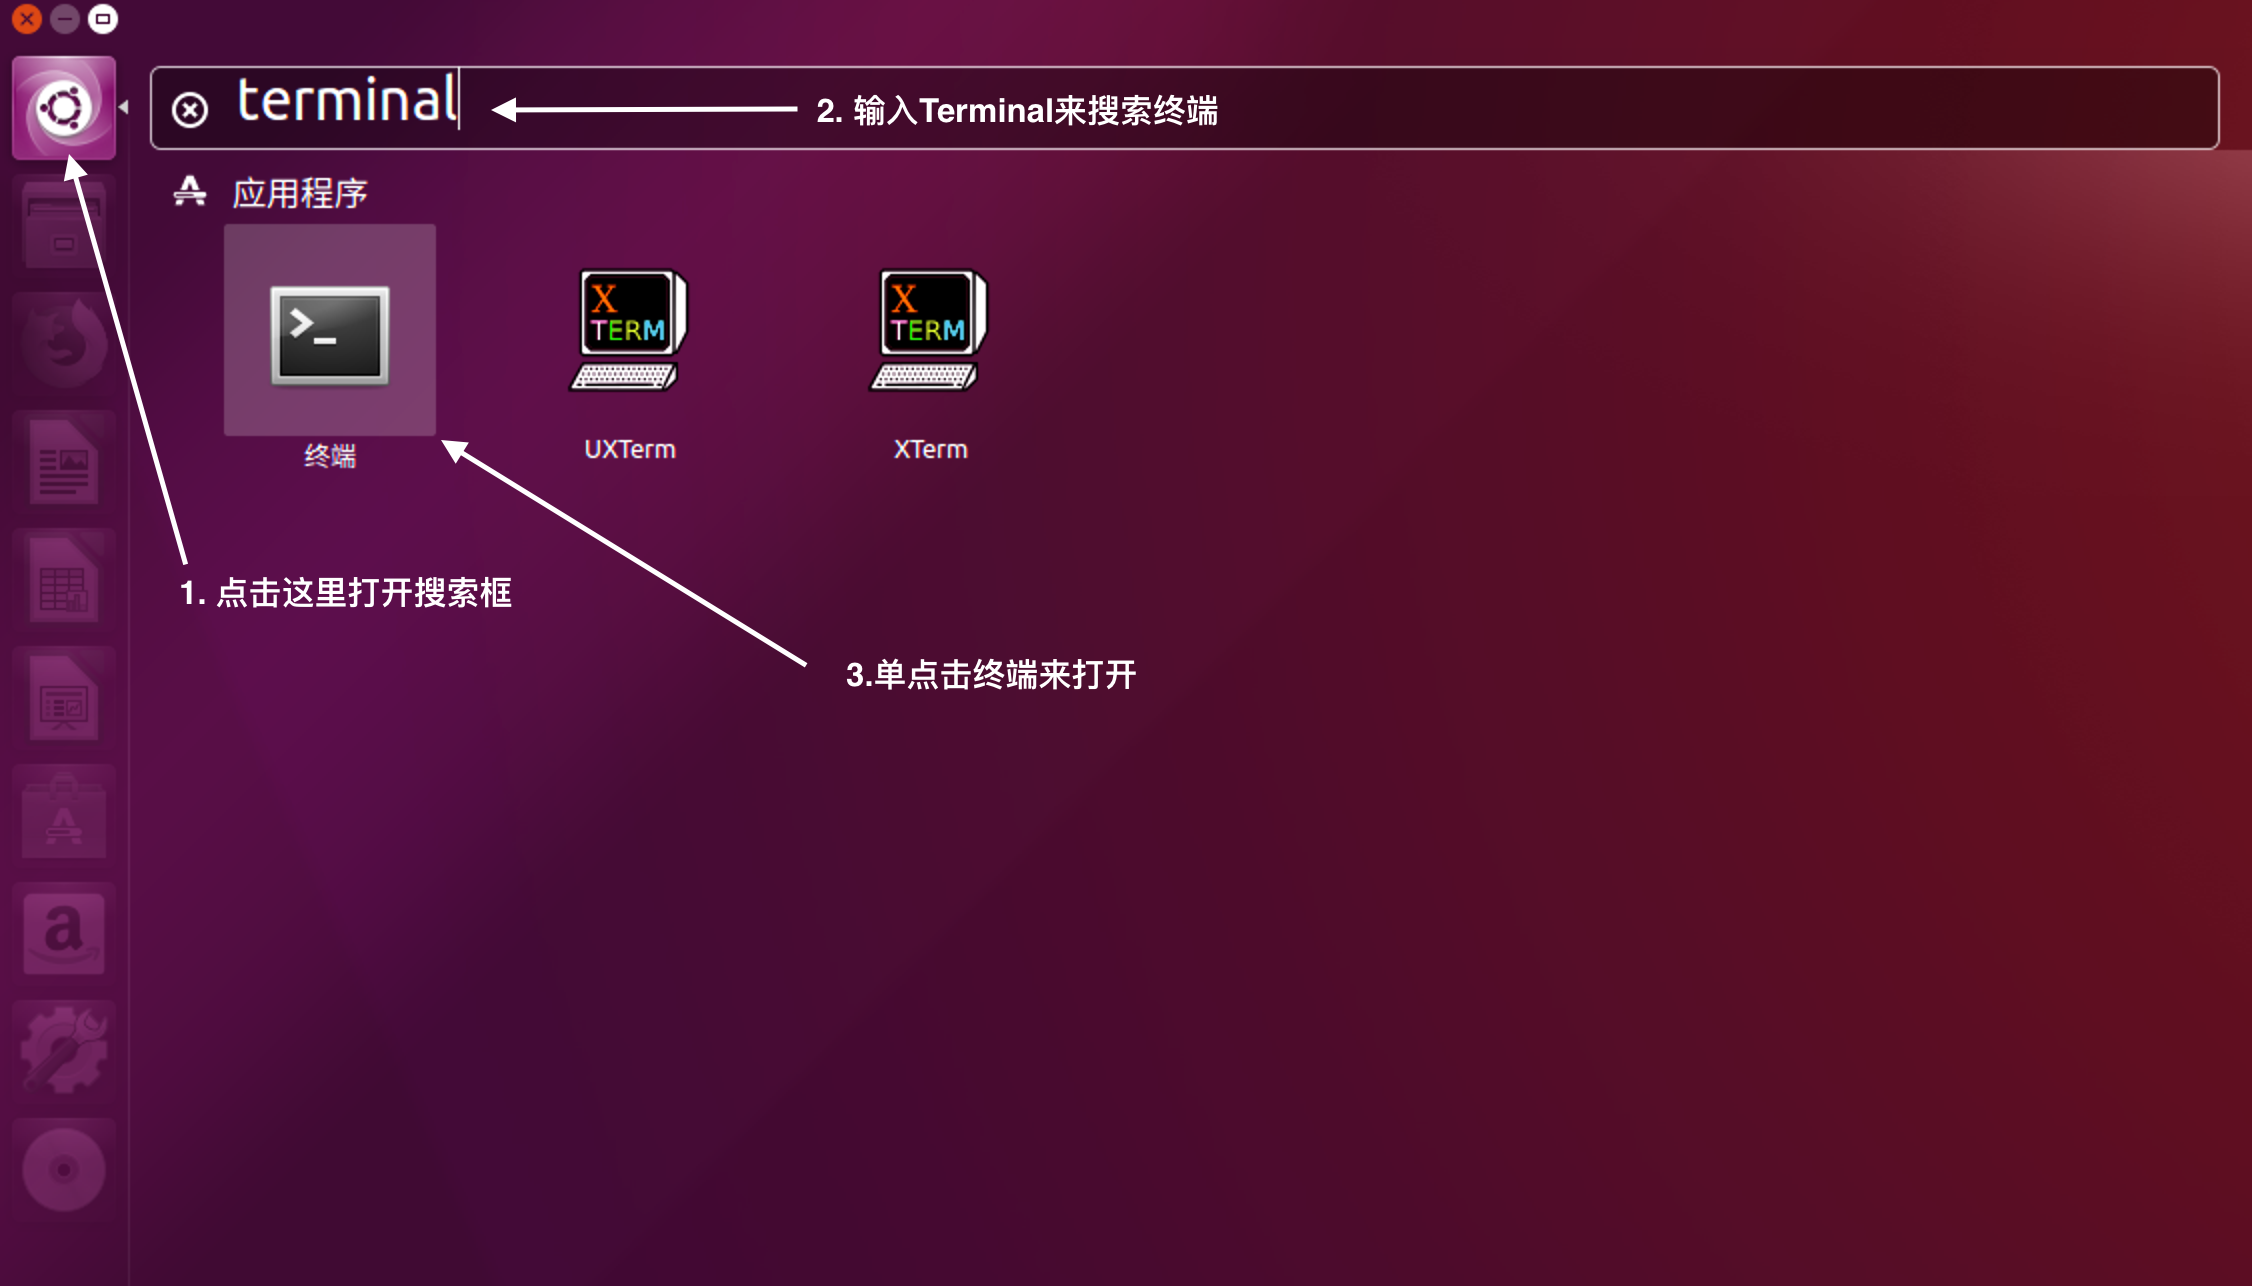 terminal
2. 输入Terminal来搜索终端
应用程序
X
TERM
X
TERM
终端
UXTerm
XTerm
1. 点击这里打开搜索框
3.单点击终端来打开
a